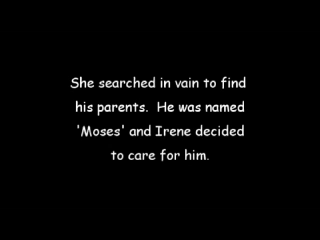 She searched in vain to find
his parents. He was named
'Moses' and Irene decided
to care for him.